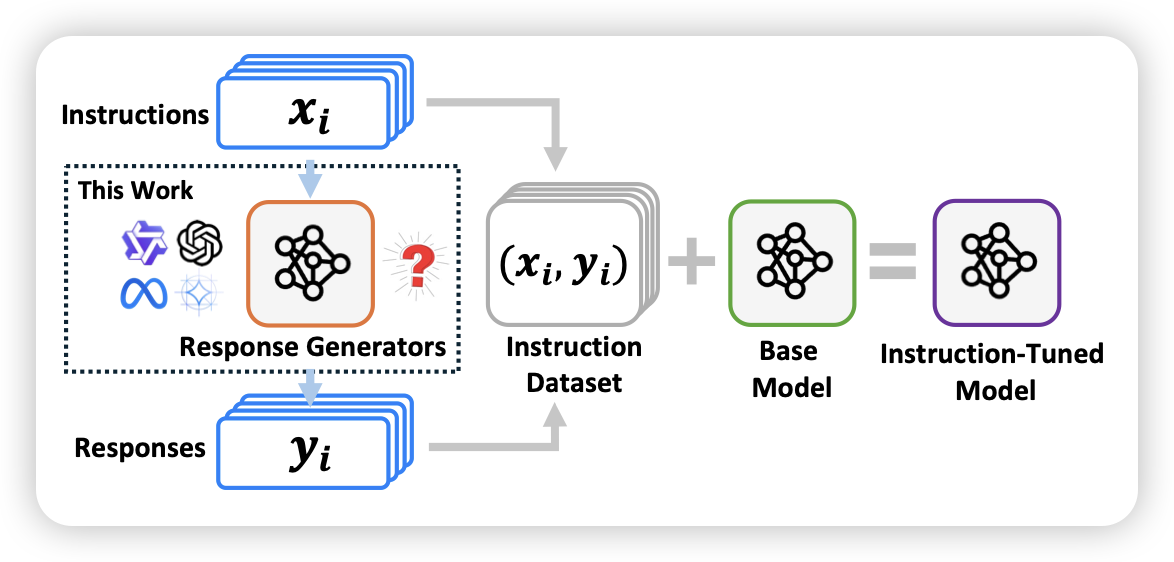 Instructions
x_i
This Work
?
Response Generators
Responses
y_i
(x_i, y_i)
Instruction
Dataset
+
Base
Model
=
Instruction-Tuned
Model